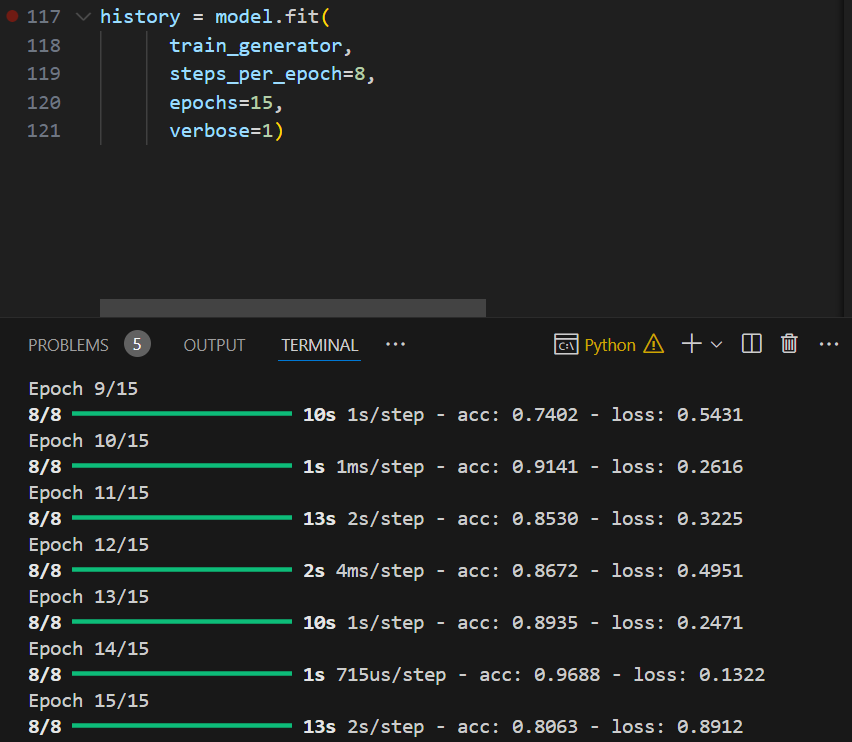 117 history = model.fit(
118 train_generator,
119 steps_per_epoch=8,
120 epochs=15,
121 verbose=1)
PROBLEMS 5 OUTPUT TERMINAL ··· Python
Epoch 9/15
8/8 10s 1s/step - acc: 0.7402 - loss: 0.5431
Epoch 10/15
8/8 1s 1ms/step - acc: 0.9141 - loss: 0.2616
Epoch 11/15
8/8 13s 2s/step - acc: 0.8530 - loss: 0.3225
Epoch 12/15
8/8 2s 4ms/step - acc: 0.8672 - loss: 0.4951
Epoch 13/15
8/8 10s 1s/step - acc: 0.8935 - loss: 0.2471
Epoch 14/15
8/8 1s 715us/step - acc: 0.9688 - loss: 0.1322
Epoch 15/15
8/8 13s 2s/step - acc: 0.8063 - loss: 0.8912